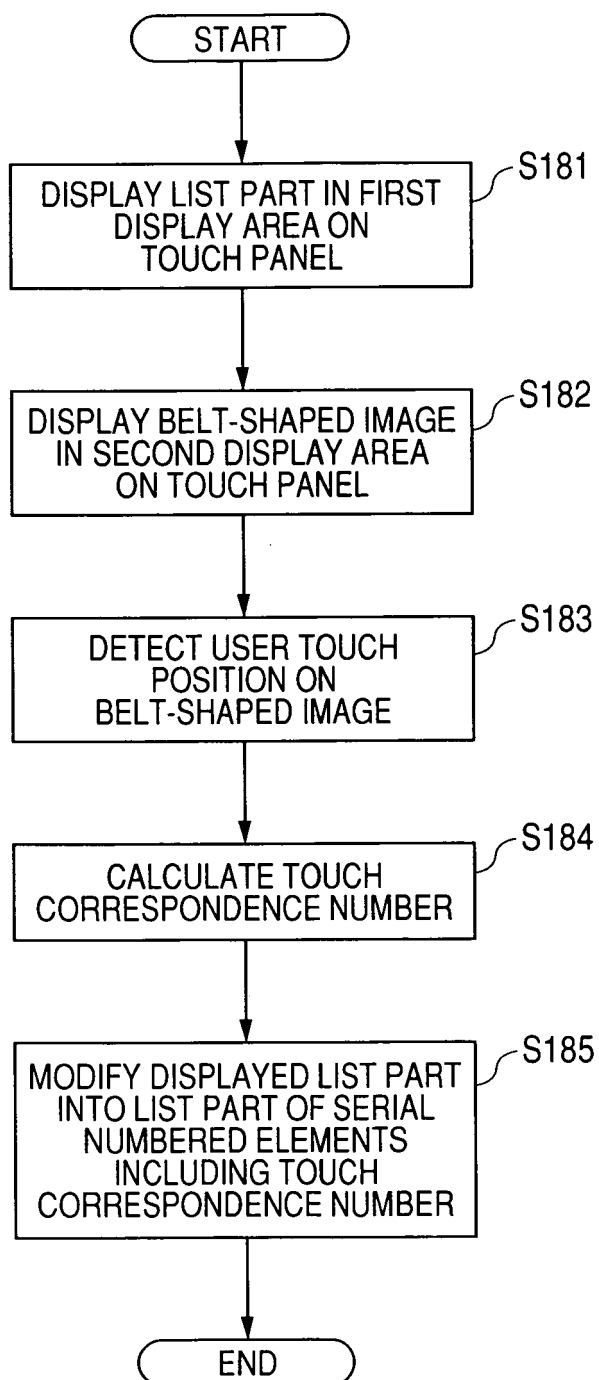 START
S181
DISPLAY LIST PART IN FIRST
DISPLAY AREA ON
TOUCH PANEL
S182
DISPLAY BELT-SHAPED IMAGE
IN SECOND DISPLAY AREA
ON TOUCH PANEL
S183
DETECT USER TOUCH
POSITION ON
BELT-SHAPED IMAGE
S184
CALCULATE TOUCH
CORRESPONDENCE NUMBER
S185
MODIFY DISPLAYED LIST PART
INTO LIST PART OF SERIAL
NUMBERED ELEMENTS
INCLUDING TOUCH
CORRESPONDENCE NUMBER
END